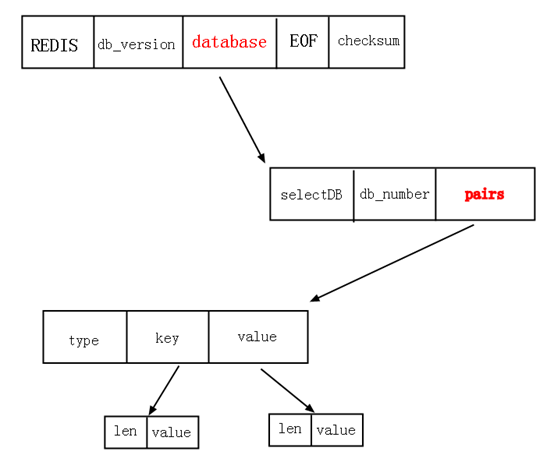 REDIS db_version database EOF checksum
selectDB db_number pairs
type key value
len value len value